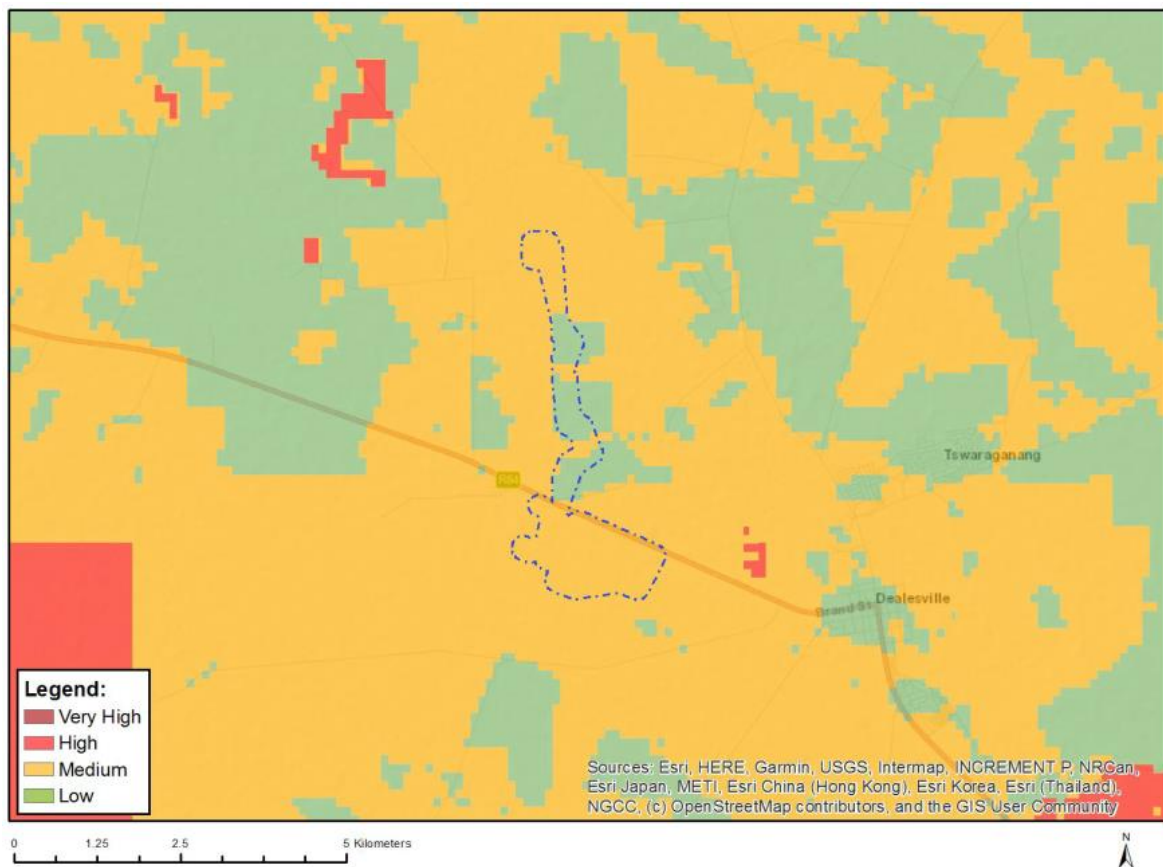 Tswaraganang
R64
Dealesville
Brand St
Legend:
Very High
High
Medium
Low
Sources: Esri, HERE, Garmin, USGS, Intermap, INCREMENT P, NRCan,
Esri Japan, METI, Esri China (Hong Kong), Esri Korea, Esri (Thailand),
NGCC, (c) OpenStreetMap contributors, and the GIS User Community
0 1.25 2.5 5 Kilometers
N